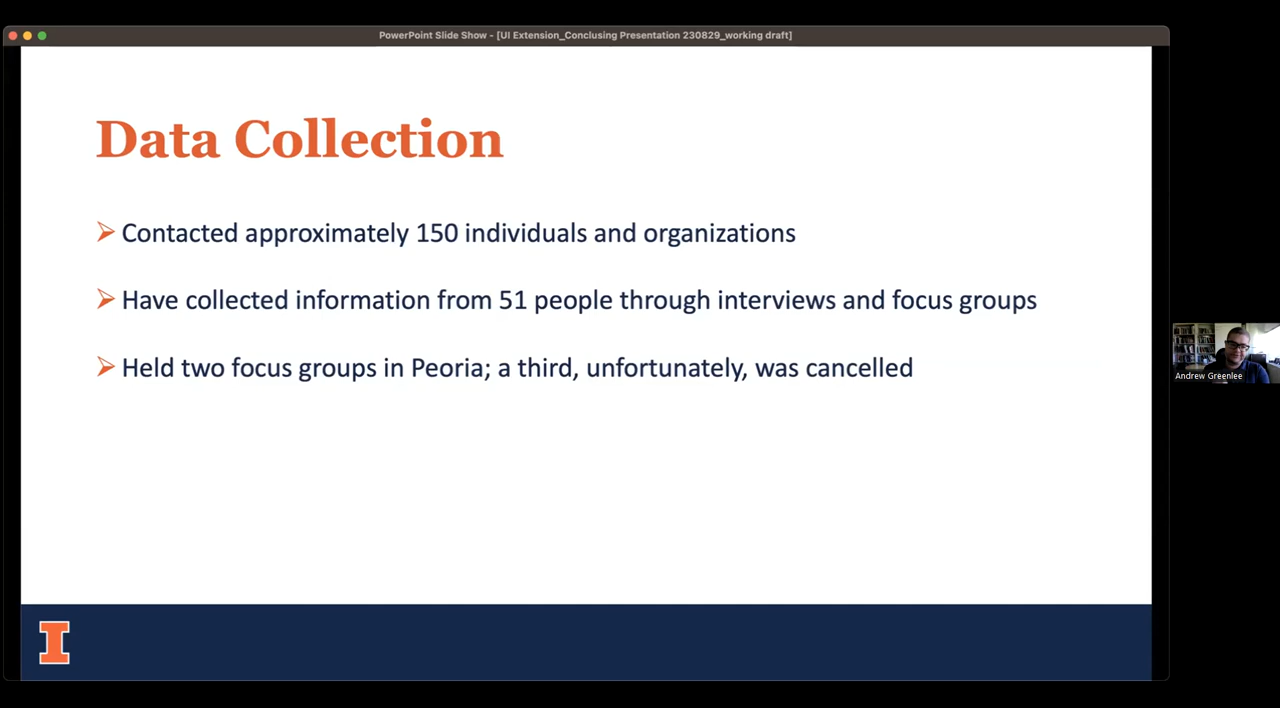 PowerPoint Slide Show - [UI Extension_Conclusing Presentation 230829_working draft]
Data Collection
Contacted approximately 150 individuals and organizations
Have collected information from 51 people through interviews and focus groups
Held two focus groups in Peoria; a third, unfortunately, was cancelled
Andrew Greenlee
I